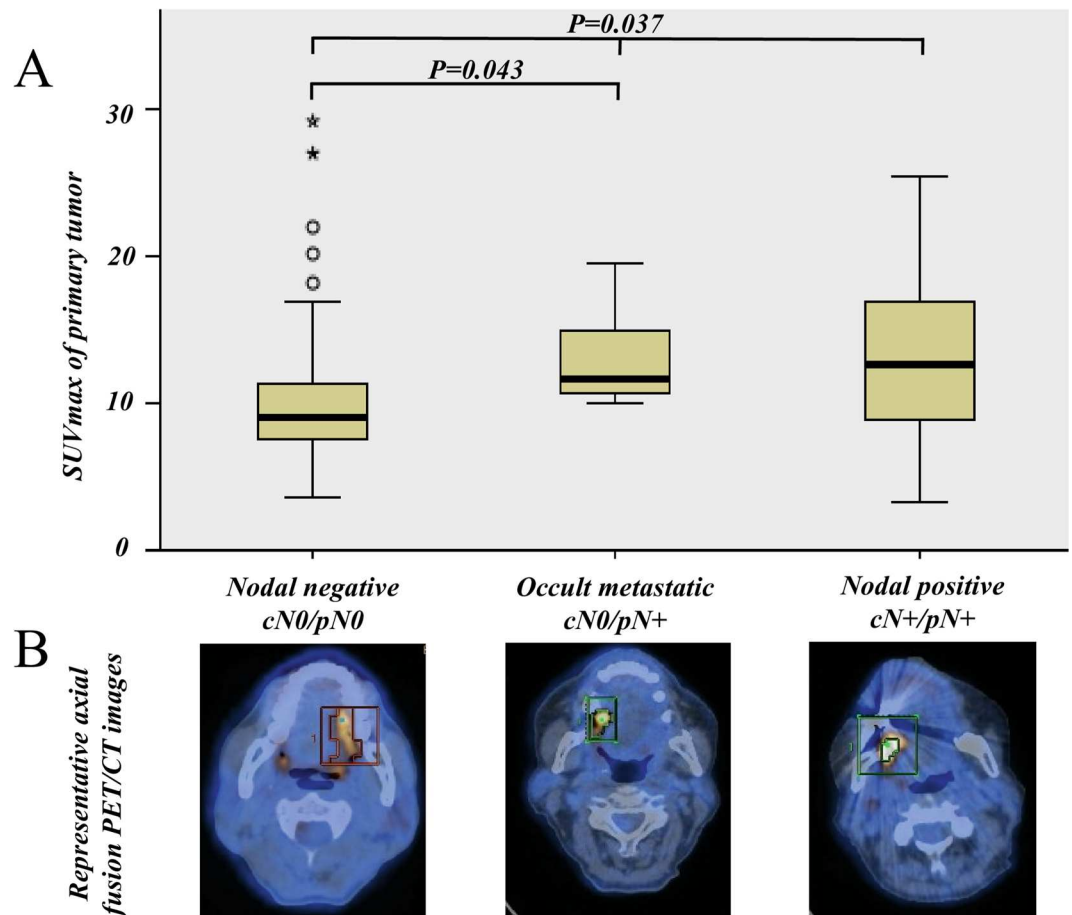 A
P=0.037
P=0.043
30
20
10
0
SUVmax of primary tumor
Nodal negative
cN0/pN0
Occult metastatic
cN0/pN+
Nodal positive
cN+/pN+
B
Representative axial
fusion PET/CT images